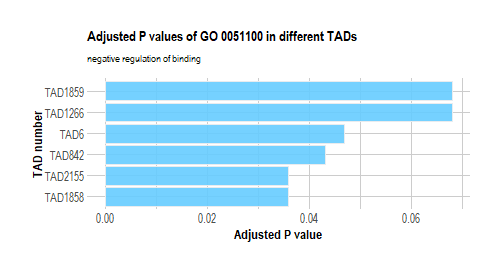 Adjusted P values of GO 0051100 in different TADs
negative regulation of binding
TAD number
TAD1859
TAD1266
TAD6
TAD842
TAD2155
TAD1858
0.00 0.02 0.04 0.06
Adjusted P value